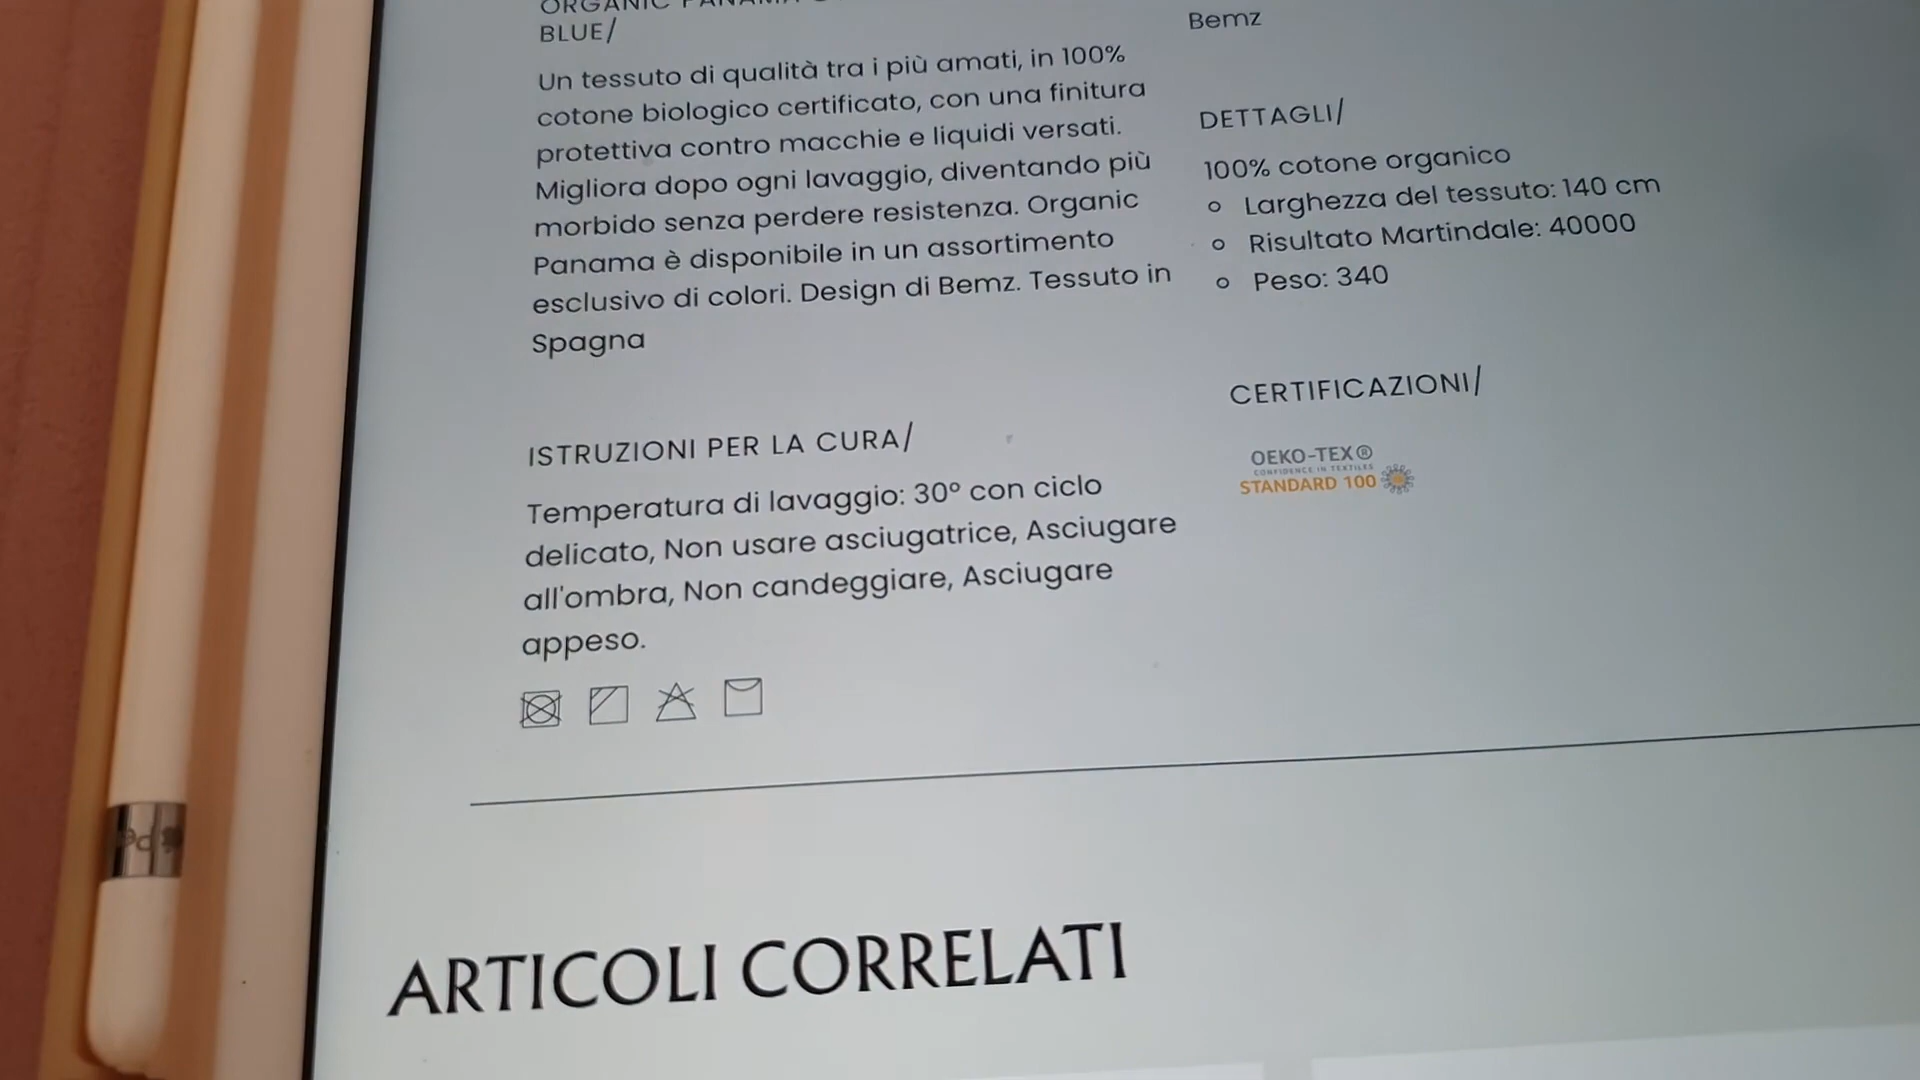 ORGANIC PANAMA
BLUE/
Un tessuto di qualità tra i più amati, in 100%
cotone biologico certificato, con una finitura
protettiva contro macchie e liquidi versati.
Migliora dopo ogni lavaggio, diventando più
morbido senza perdere resistenza. Organic
Panama è disponibile in un assortimento
esclusivo di colori. Design di Bemz. Tessuto in
Spagna
ISTRUZIONI PER LA CURA/
Temperatura di lavaggio: 30° con ciclo
delicato, Non usare asciugatrice, Asciugare
all'ombra, Non candeggiare, Asciugare
appeso.
Bemz
DETTAGLI/
100% cotone organico
Larghezza del tessuto: 140 cm
Risultato Martindale: 40000
Peso: 340
CERTIFICAZIONI/
OEKO-TEX®
CONFIDENCE IN TEXTILES
STANDARD 100
ARTICOLI CORRELATI